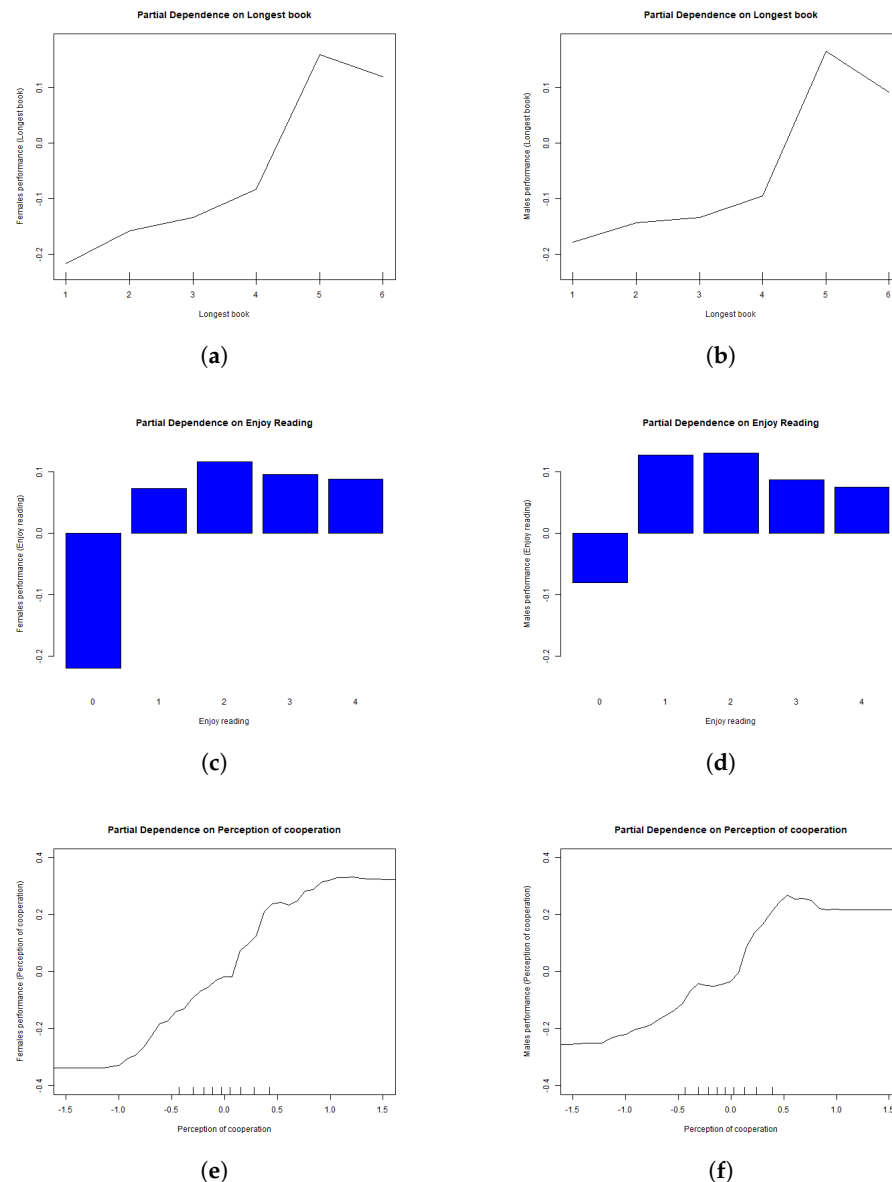 Partial Dependence on Longest book
Females performance (Longest book)
0.1
0.0
-0.1
-0.2
1 2 3 4 5 6
Longest book
(a)
Partial Dependence on Longest book
Males performance (Longest book)
0.1
0.0
-0.1
-0.2
1 2 3 4 5 6
Longest book
(b)
Partial Dependence on Enjoy Reading
Females performance (Enjoy reading)
0.1
0.0
-0.1
-0.2
0 1 2 3 4
Enjoy reading
(c)
Partial Dependence on Enjoy Reading
Males performance (Enjoy reading)
0.1
0.0
-0.1
-0.2
0 1 2 3 4
Enjoy reading
(d)
Partial Dependence on Perception of cooperation
Females performance (Perception of cooperation)
0.4
0.2
0.0
-0.2
-0.4
-1.5 -1.0 -0.5 0.0 0.5 1.0 1.5
Perception of cooperation
(e)
Partial Dependence on Perception of cooperation
Males performance (Perception of cooperation)
0.4
0.2
0.0
-0.2
-0.4
-1.5 -1.0 -0.5 0.0 0.5 1.0 1.5
Perception of cooperation
(f)